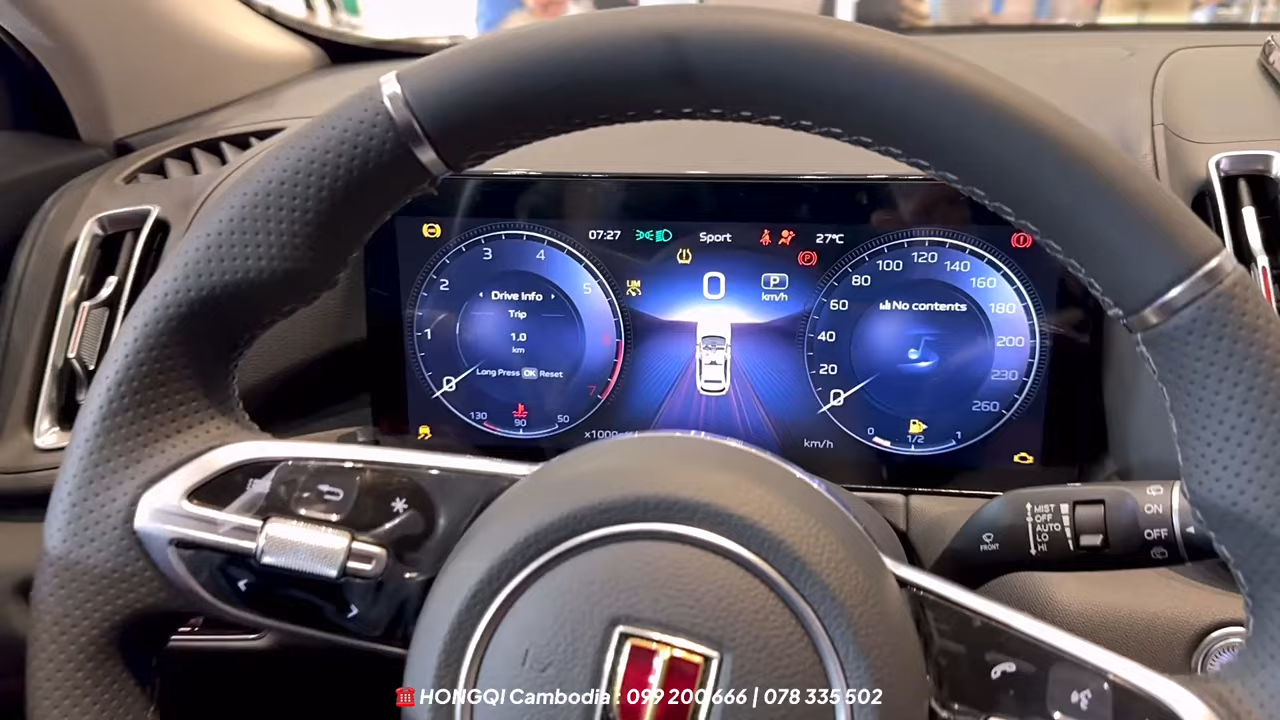 07:27
Sport
27℃
LIM
0
P
km/h
P
Drive Info
Trip
1.0
km
Long Press OK Reset
0
1
2
3
4
5
6
7
130
90
50
x1000
No contents
0
20
40
60
80
100
120
140
160
180
200
230
260
0
1/2
1
km/h
MIST
OFF
AUTO
LO
HI
FRONT
ON
OFF
☎ HONGQI Cambodia : 099 200 666 | 078 335 502